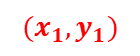 (x₁, y₁)